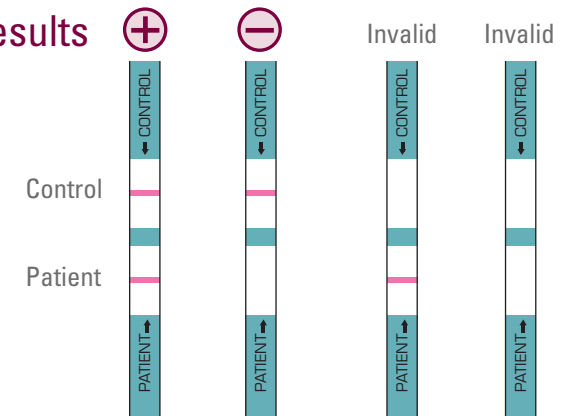 esults
Invalid Invalid
CONTROL CONTROL CONTROL CONTROL
Control
Patient
PATIENT PATIENT PATIENT PATIENT